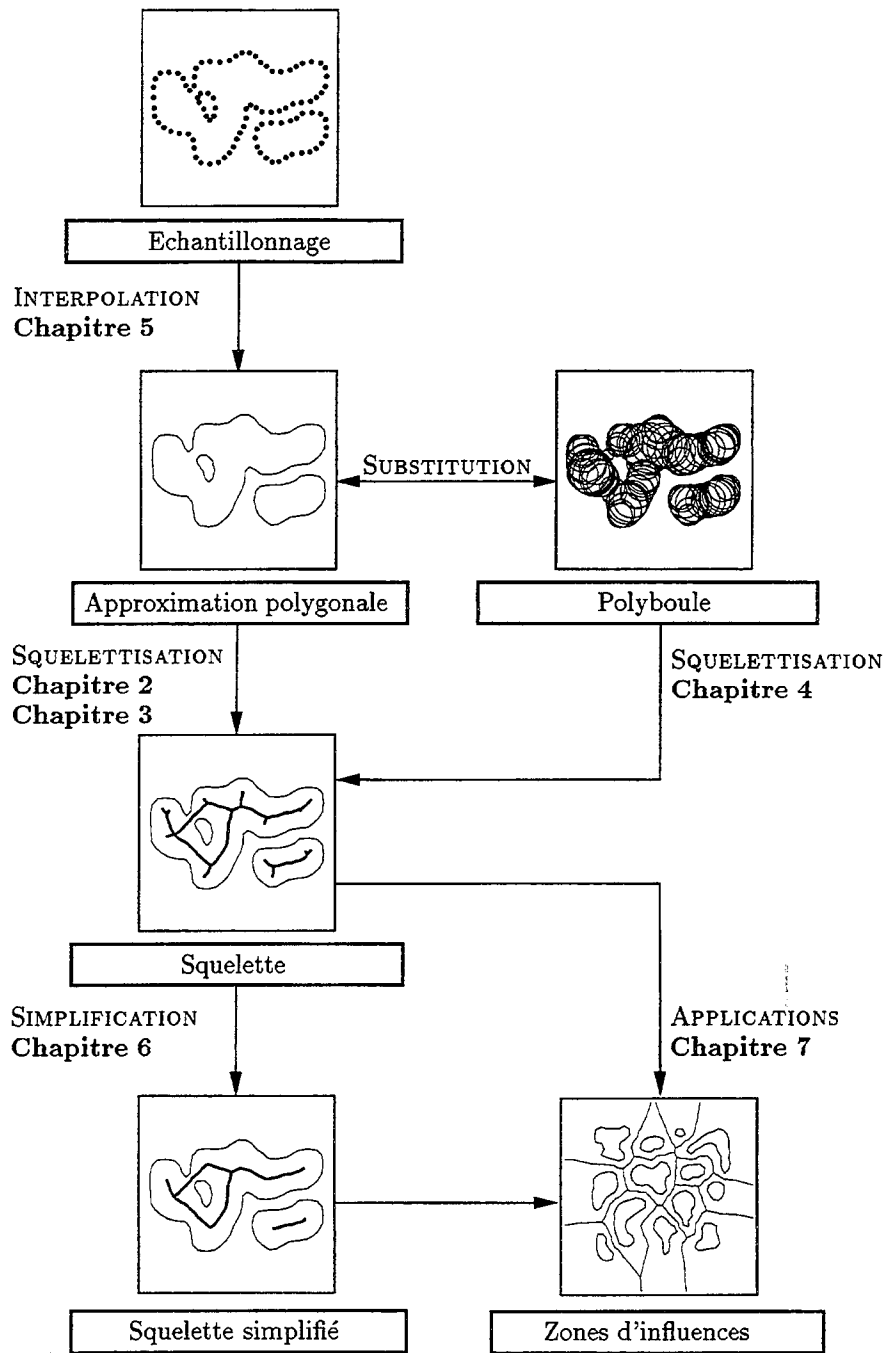 Echantillonnage
INTERPOLATION
Chapitre 5
SUBSTITUTION
Approximation polygonale
Polyboule
SQUELETTISATION
Chapitre 2
Chapitre 3
SQUELETTISATION
Chapitre 4
Squelette
SIMPLIFICATION
Chapitre 6
APPLICATIONS
Chapitre 7
Squelette simplifié
Zones d'influences